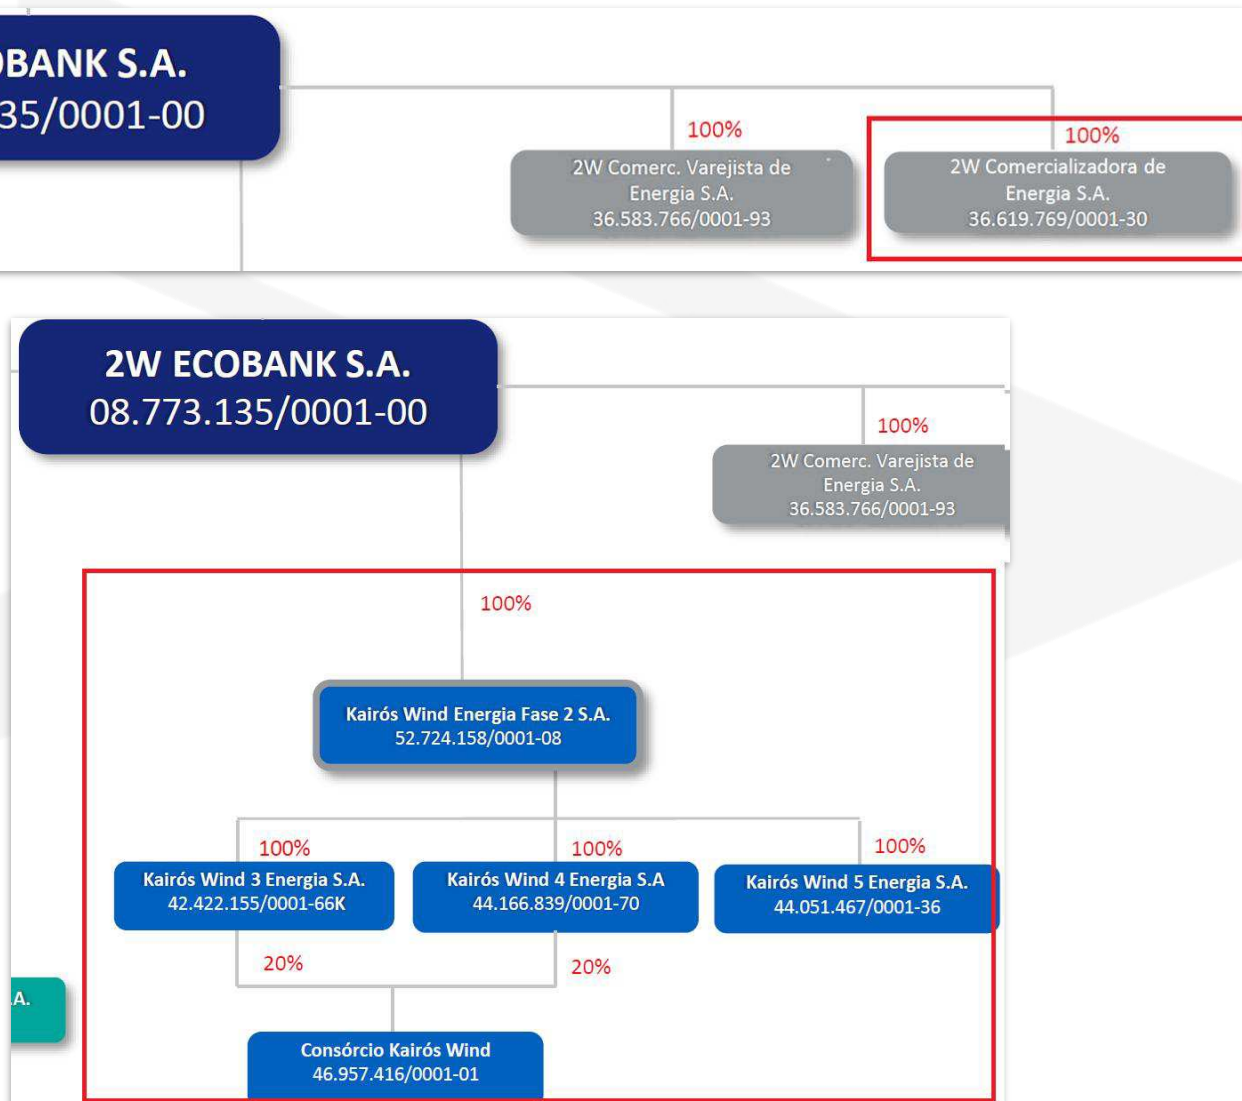 OBANK S.A.
35/0001-00
100%
100%
2W Comerc. Varejista de
Energia S.A.
36.583.766/0001-93
2W Comercializadora de
Energia S.A.
36.619.769/0001-30
2W ECOBANK S.A.
08.773.135/0001-00
100%
2W Comerc. Varejista de
Energia S.A.
36.583.766/0001-93
100%
Kairós Wind Energia Fase 2 S.A.
52.724.158/0001-08
100%
100%
100%
Kairós Wind 3 Energia S.A.
42.422.155/0001-66K
Kairós Wind 4 Energia S.A
44.166.839/0001-70
Kairós Wind 5 Energia S.A.
44.051.467/0001-36
20%
20%
.A.
Consórcio Kairós Wind
46.957.416/0001-01